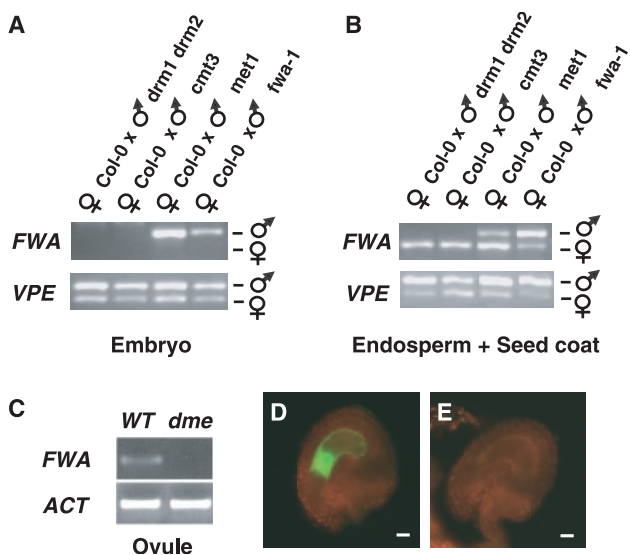 A
♀ Col-0 x ♂ drm1 drm2
♀ Col-0 x ♂ cmt3
♀ Col-0 x ♂ met1
♀ Col-0 x ♂ fwa-1
FWA
– ♂
– ♀
VPE
– ♂
– ♀
Embryo
B
♀ Col-0 x ♂ drm1 drm2
♀ Col-0 x ♂ cmt3
♀ Col-0 x ♂ met1
♀ Col-0 x ♂ fwa-1
FWA
– ♂
– ♀
VPE
– ♂
– ♀
Endosperm + Seed coat
C
WT dme
FWA
ACT
Ovule
D
E